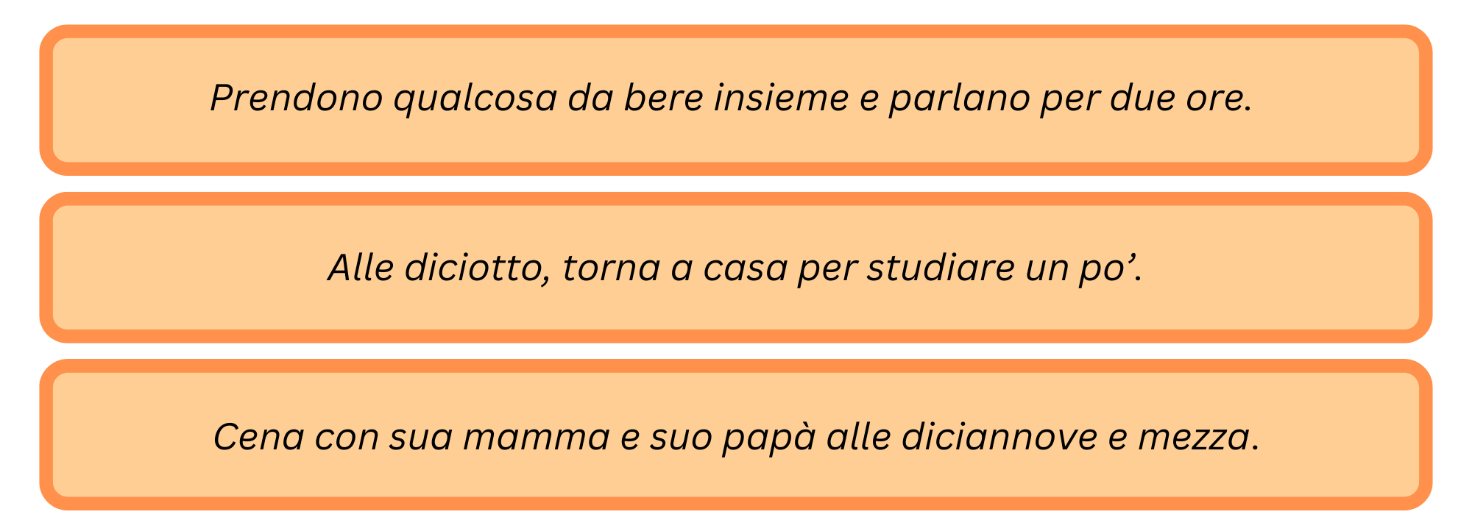 Prendono qualcosa da bere insieme e parlano per due ore.
Alle diciotto, torna a casa per studiare un po’.
Cena con sua mamma e suo papà alle diciannove e mezza.